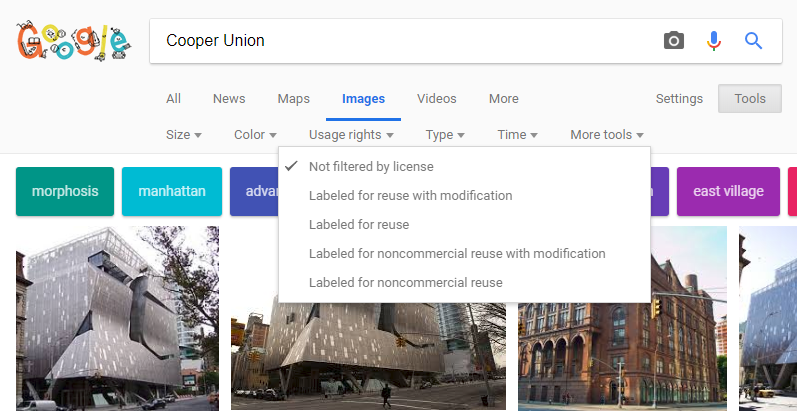 Google
Cooper Union
All News Maps Images Videos More Settings Tools
Size Color Usage rights Type Time More tools
Not filtered by license
Labeled for reuse with modification
Labeled for reuse
Labeled for noncommercial reuse with modification
Labeled for noncommercial reuse
morphosis manhattan east village